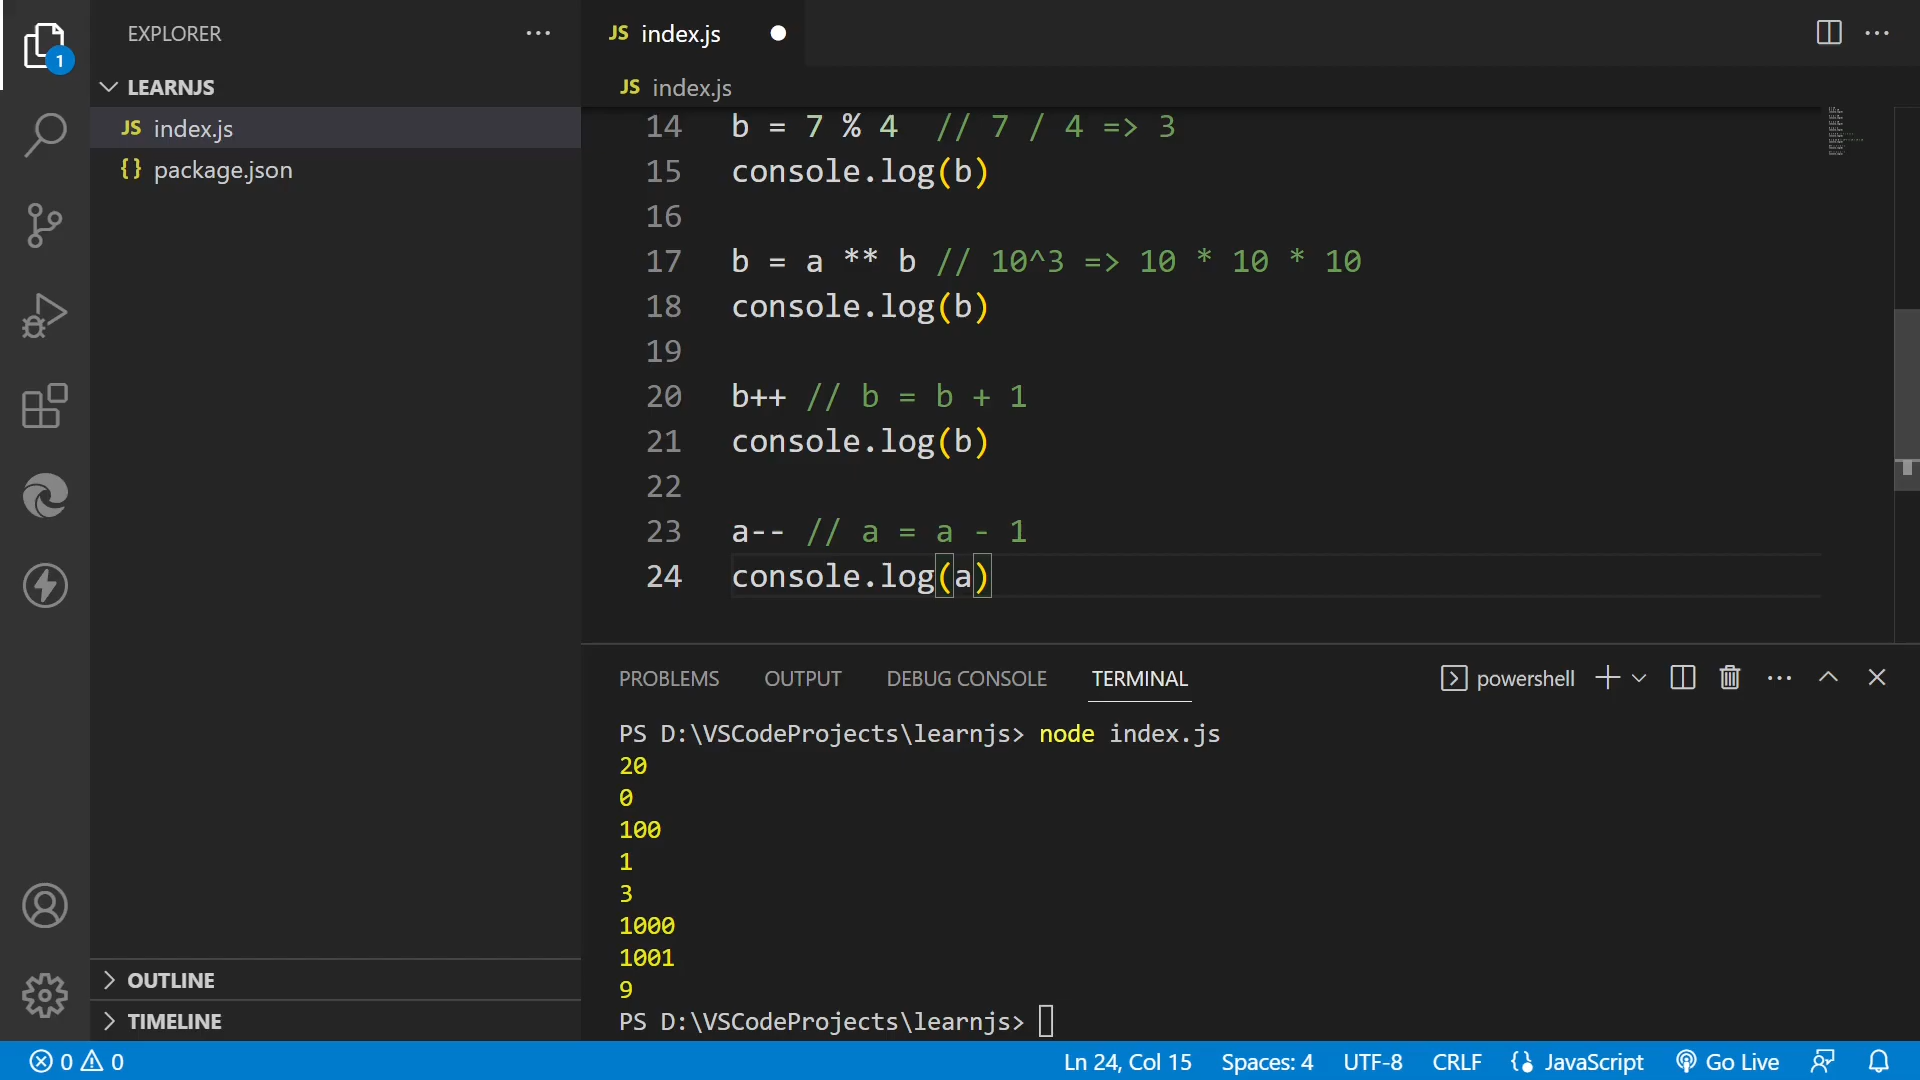 EXPLORER
1
LEARNJS
JS index.js
{} package.json
OUTLINE
TIMELINE
JS index.js
JS index.js
14 b = 7 % 4 // 7 / 4 => 3
15 console.log(b)
16
17 b = a ** b // 10^3 => 10 * 10 * 10
18 console.log(b)
19
20 b++ // b = b + 1
21 console.log(b)
22
23 a-- // a = a - 1
24 console.log(a)
PROBLEMS OUTPUT DEBUG CONSOLE TERMINAL powershell
PS D:\VSCodeProjects\learnjs> node index.js
20
0
100
1
3
1000
1001
9
PS D:\VSCodeProjects\learnjs>
0 0 Ln 24, Col 15 Spaces: 4 UTF-8 CRLF {} JavaScript Go Live